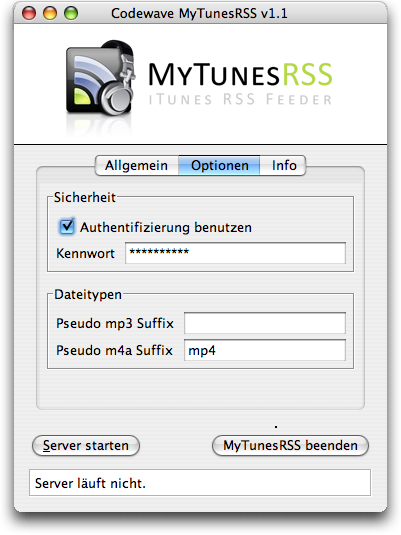 Codewave MyTunesRSS v1.1
MyTunesRSS
iTunes RSS Feeder
Allgemein Optionen Info
Sicherheit
Authentifizierung benutzen
Kennwort **********
Dateitypen
Pseudo mp3 Suffix
Pseudo m4a Suffix mp4
Server starten MyTunesRSS beenden
Server läuft nicht.